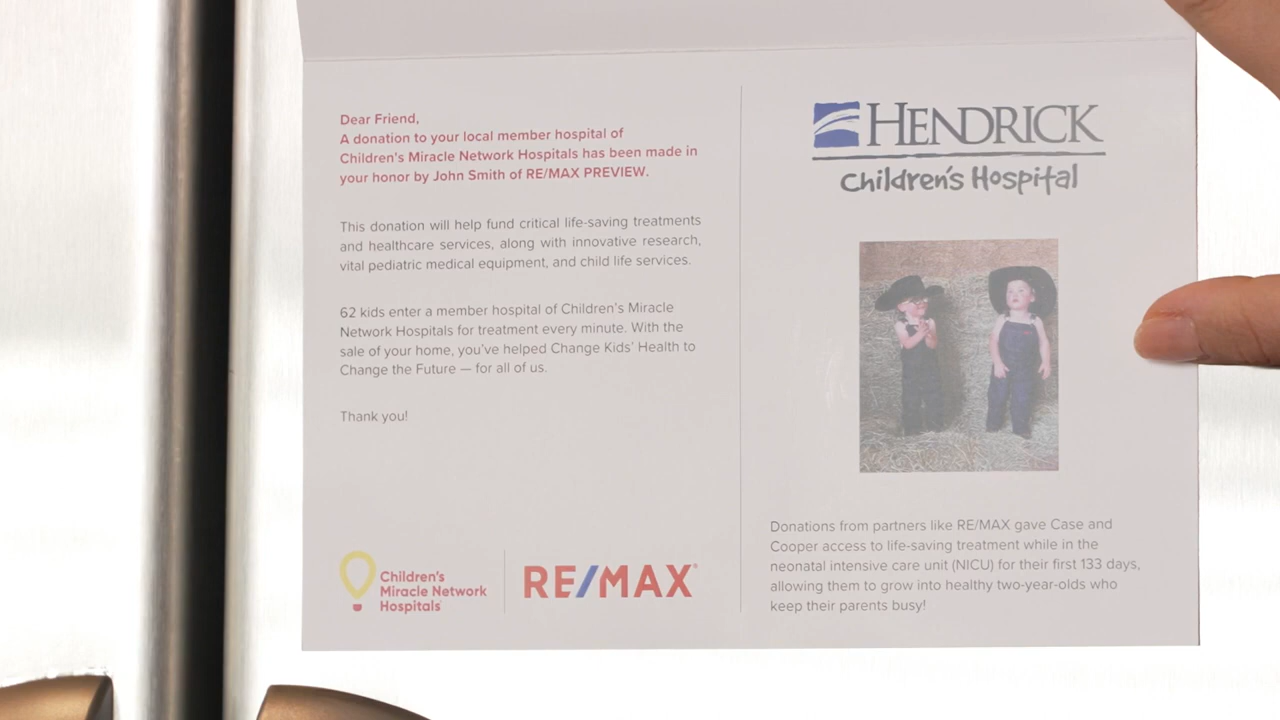 Dear Friend,
A donation to your local member hospital of
Children's Miracle Network Hospitals has been made in
your honor by John Smith of RE/MAX PREVIEW.
This donation will help fund critical life-saving treatments
and healthcare services, along with innovative research,
vital pediatric medical equipment, and child life services.
62 kids enter a member hospital of Children's Miracle
Network Hospitals for treatment every minute. With the
sale of your home, you've helped Change Kids' Health to
Change the Future — for all of us.
Thank you!
Children's
Miracle Network
Hospitals
RE/MAX
HENDRICK
Children's Hospital
Donations from partners like RE/MAX gave Case and
Cooper access to life-saving treatment while in the
neonatal intensive care unit (NICU) for their first 133 days,
allowing them to grow into healthy two-year-olds who
keep their parents busy!